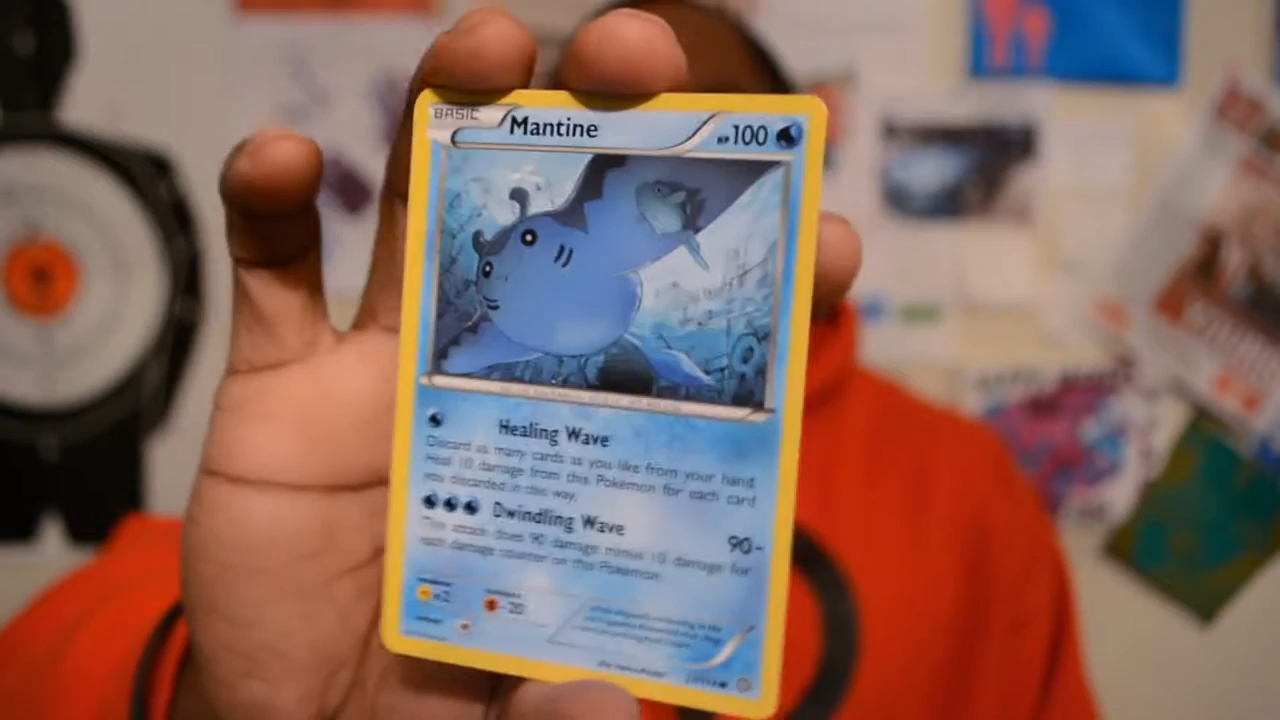 BASIC
Mantine
HP100
Healing Wave
Discard as many cards as you like from your hand.
Heal 10 damage from this Pokémon for each card
you discarded in this way.
Dwindling Wave
90-
This attack does 90 damage minus 10 damage for
each damage counter on this Pokémon.
×2
-20